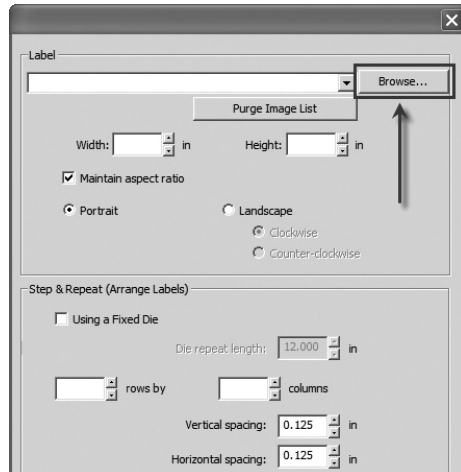 Label
Browse...
Purge Image List
Width: in Height: in
Maintain aspect ratio
Portrait Landscape
Clockwise
Counter-clockwise
Step & Repeat (Arrange Labels)
Using a Fixed Die
Die repeat length: 12.000 in
rows by columns
Vertical spacing: 0.125 in
Horizontal spacing: 0.125 in